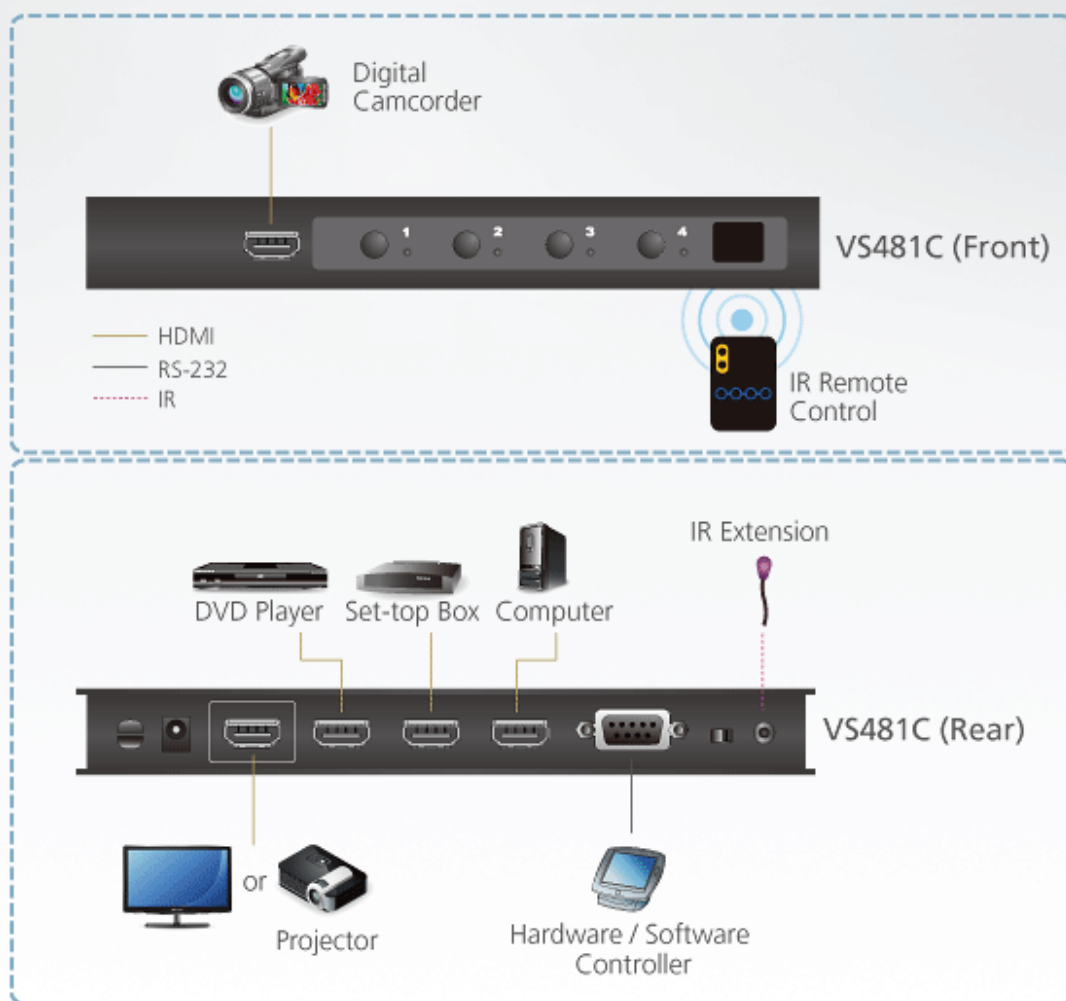 Digital
Camcorder
1 2 3 4
VS481C (Front)
HDMI
RS-232
IR
IR Remote
Control
IR Extension
DVD Player Set-top Box Computer
VS481C (Rear)
or
Projector
Hardware / Software
Controller